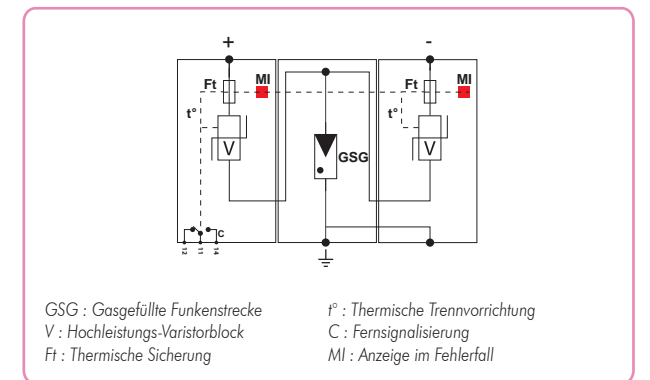 + -
Ft MI Ft MI
t° t°
V GSG V
C
12 11 14
GSG : Gasgefüllte Funkenstrecke
V : Hochleistungs-Varistorblock
Ft : Thermische Sicherung
t° : Thermische Trennvorrichtung
C : Fernsignalisierung
MI : Anzeige im Fehlerfall